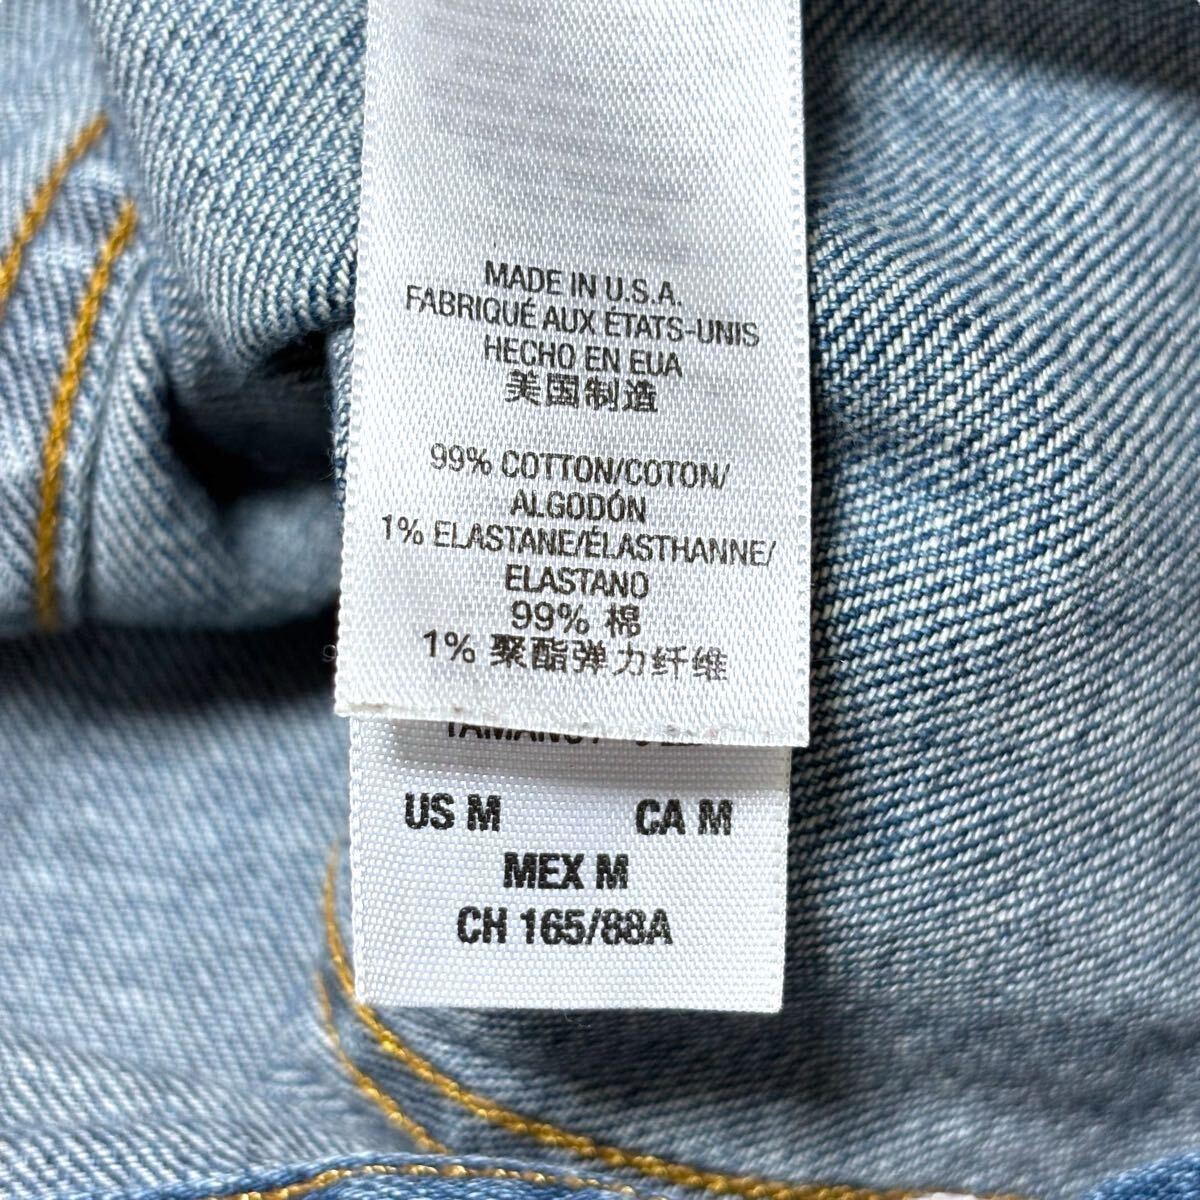 MADE IN U.S.A.
FABRIQUÉ AUX ÉTATS-UNIS
HECHO EN EUA
美国制造
99% COTTON/COTON/
ALGODÓN
1% ELASTANE/ÉLASTHANNE/
ELASTANO
99% 棉
1% 聚酯弹力纤维
US M CA M
MEX M
CH 165/88A